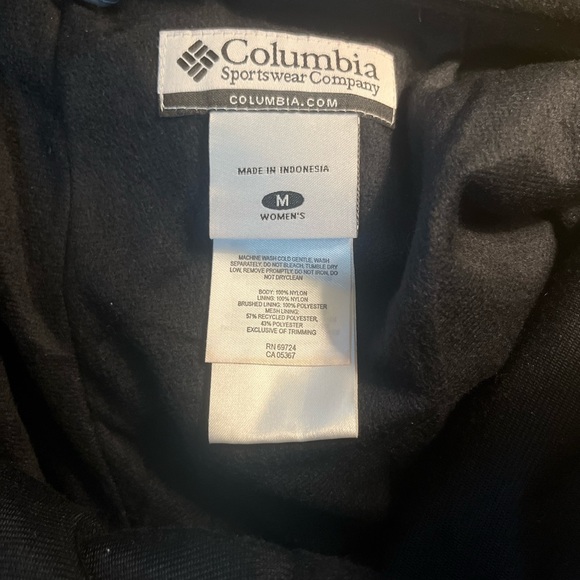 Columbia
Sportswear Company
COLUMBIA.COM
MADE IN INDONESIA
M
WOMEN'S
MACHINE WASH COLD GENTLE, WASH
SEPARATELY, DO NOT BLEACH, TUMBLE DRY
LOW, REMOVE PROMPTLY, DO NOT IRON, DO
NOT DRYCLEAN
BODY: 100% NYLON
LINING: 100% NYLON
BRUSHED LINING: 100% POLYESTER
MESH LINING:
57% RECYCLED POLYESTER,
43% POLYESTER
EXCLUSIVE OF TRIMMING
RN 69724
CA 05367